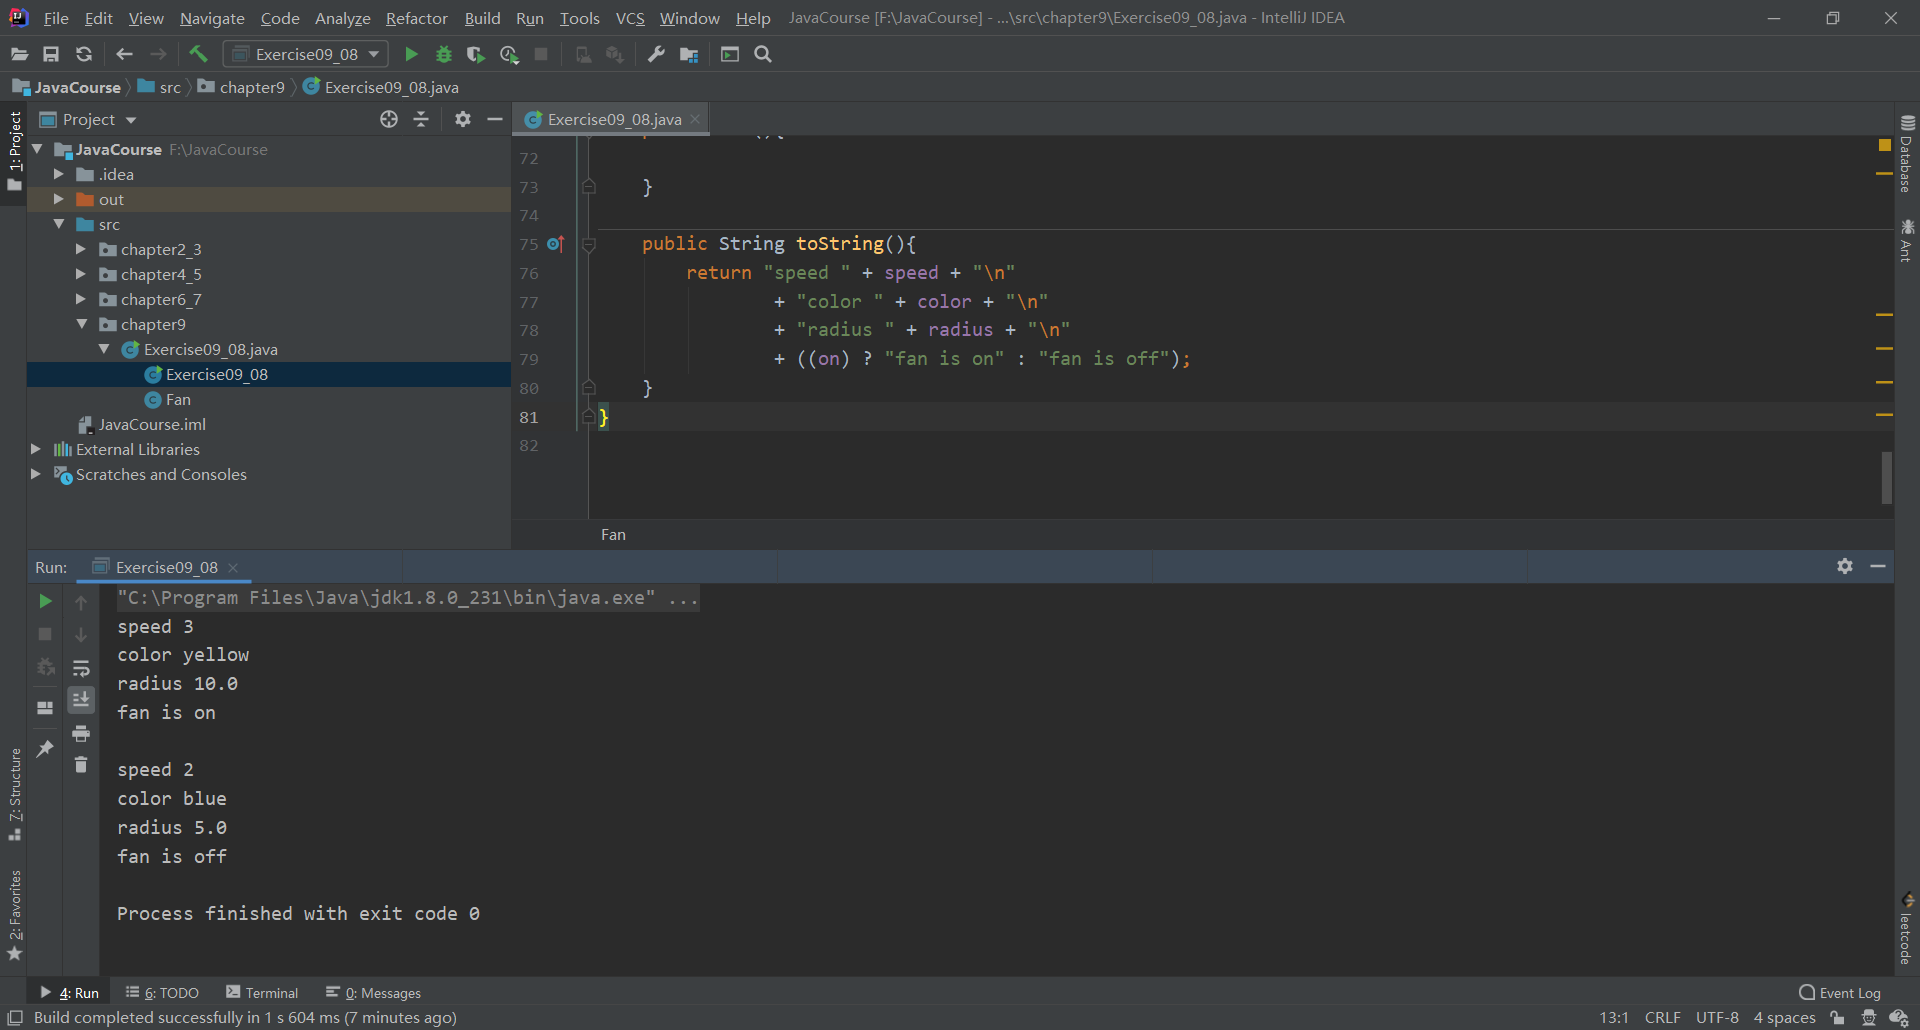 File Edit View Navigate Code Analyze Refactor Build Run Tools VCS Window Help JavaCourse [F:\JavaCourse] - ...\src\chapter9\Exercise09_08.java - IntelliJ IDEA
Exercise09_08
JavaCourse src chapter9 Exercise09_08.java
1: Project
Project
JavaCourse F:\JavaCourse
.idea
out
src
chapter2_3
chapter4_5
chapter6_7
chapter9
Exercise09_08.java
Exercise09_08
Fan
JavaCourse.iml
External Libraries
Scratches and Consoles
Exercise09_08.java
72
73 }
74
75 public String toString(){
76 return "speed " + speed + "\n"
77 + "color " + color + "\n"
78 + "radius " + radius + "\n"
79 + ((on) ? "fan is on" : "fan is off");
80 }
81 }
82
Fan
Database
Ant
leetcode
Run: Exercise09_08
"C:\Program Files\Java\jdk1.8.0_231\bin\java.exe" ...
speed 3
color yellow
radius 10.0
fan is on
speed 2
color blue
radius 5.0
fan is off
Process finished with exit code 0
7: Structure
2: Favorites
4: Run 6: TODO Terminal 0: Messages Event Log
Build completed successfully in 1 s 604 ms (7 minutes ago) 13:1 CRLF UTF-8 4 spaces